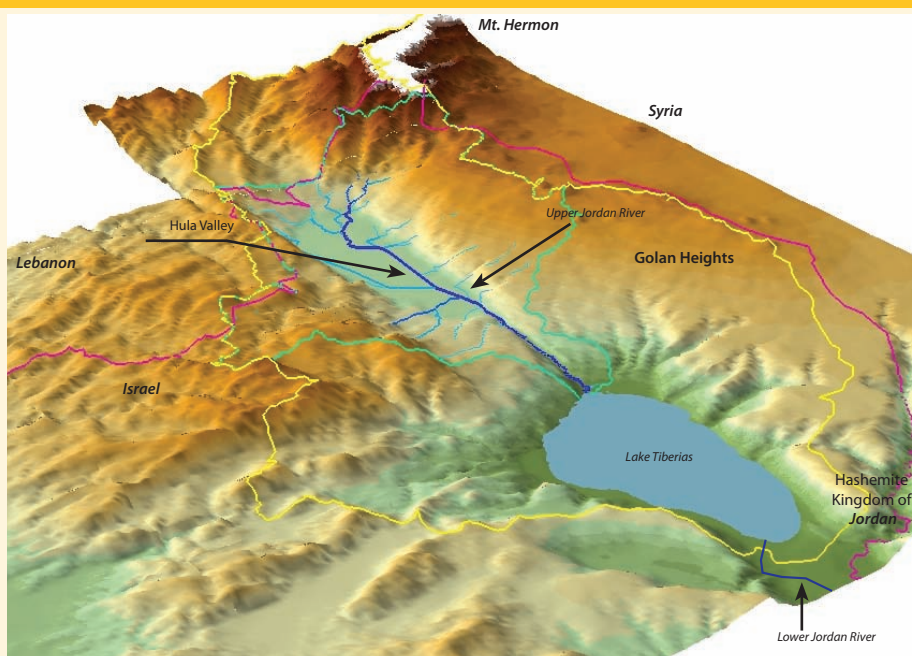 Mt. Hermon
Syria
Upper Jordan River
Hula Valley
Golan Heights
Lebanon
Israel
Lake Tiberias
Hashemite
Kingdom of
Jordan
Lower Jordan River